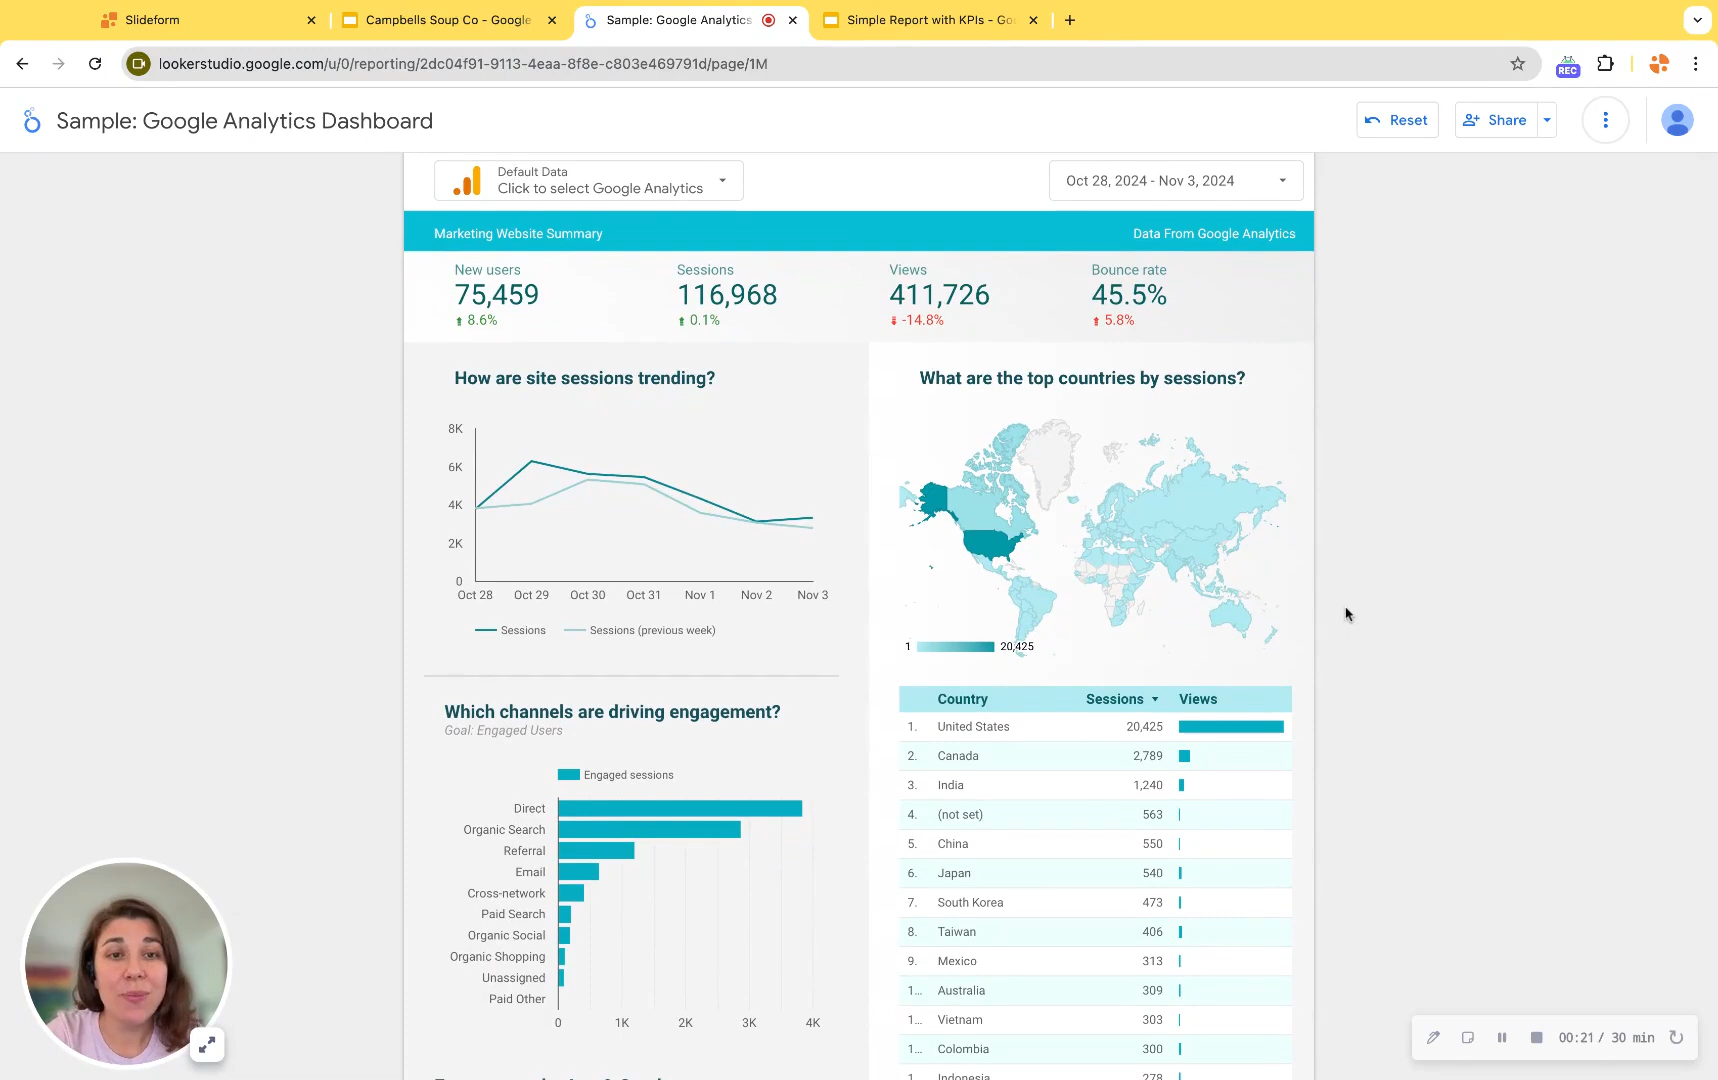 Slideform
Campbells Soup Co - Google
Sample: Google Analytics
Simple Report with KPIs - Go
lookerstudio.google.com/u/0/reporting/2dc04f91-9113-4eaa-8f8e-c803e469791d/page/1M
REC
Sample: Google Analytics Dashboard
Reset
Share
Default Data
Click to select Google Analytics
Oct 28, 2024 - Nov 3, 2024
Marketing Website Summary
Data From Google Analytics
New users
75,459
8.6%
Sessions
116,968
0.1%
Views
411,726
-14.8%
Bounce rate
45.5%
5.8%
How are site sessions trending?
8K
6K
4K
2K
0
Oct 28 Oct 29 Oct 30 Oct 31 Nov 1 Nov 2 Nov 3
Sessions Sessions (previous week)
What are the top countries by sessions?
1 20,425
Which channels are driving engagement?
Goal: Engaged Users
Engaged sessions
Direct
Organic Search
Referral
Email
Cross-network
Paid Search
Organic Social
Organic Shopping
Unassigned
Paid Other
0 1K 2K 3K 4K
Country Sessions Views
1. United States 20,425
2. Canada 2,789
3. India 1,240
4. (not set) 563
5. China 550
6. Japan 540
7. South Korea 473
8. Taiwan 406
9. Mexico 313
1... Australia 309
1... Vietnam 303
1... Colombia 300
1... Indonesia 278
00:21 / 30 min